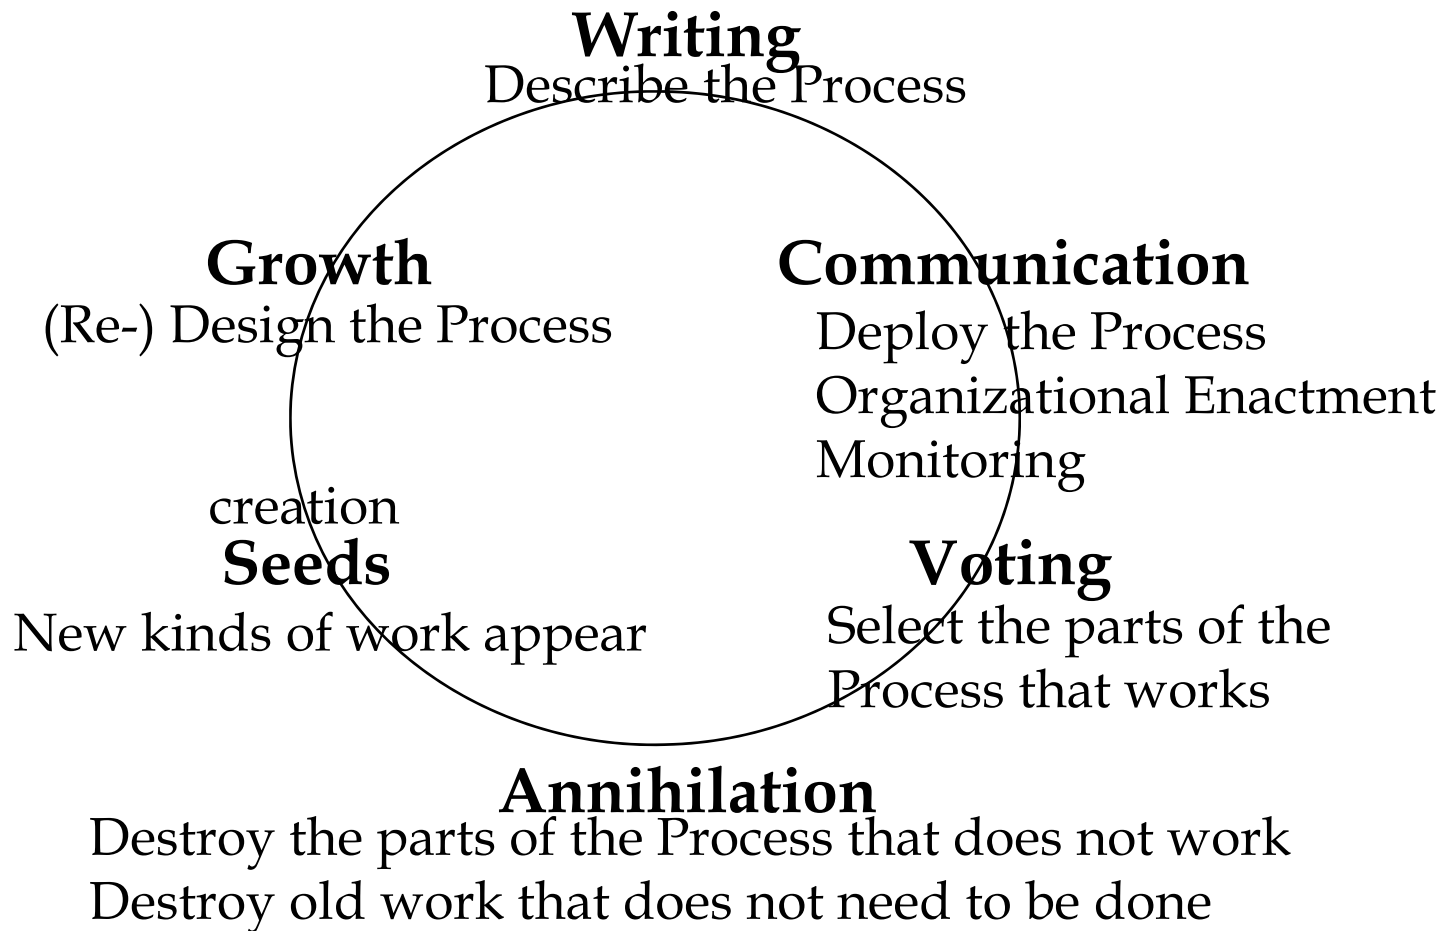 Writing
Describe the Process
Growth
(Re-) Design the Process
Communication
Deploy the Process
Organizational Enactment
Monitoring
creation
Seeds
New kinds of work appear
Voting
Select the parts of the
Process that works
Annihilation
Destroy the parts of the Process that does not work
Destroy old work that does not need to be done